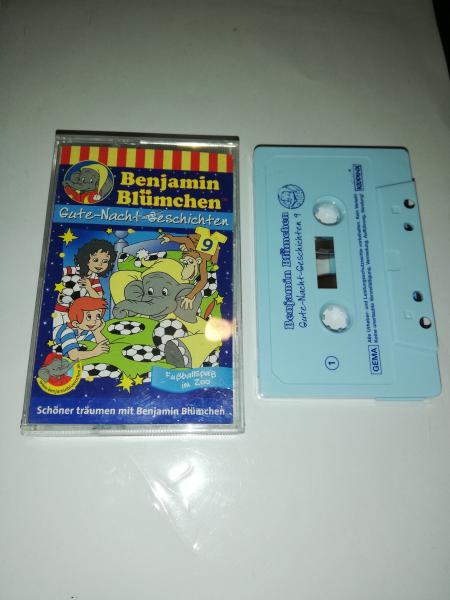 Benjamin
Blümchen
Gute-Nacht-Geschichten
9
Fußballspaß
im Zoo
Schöner träumen mit Benjamin Blümchen
Benjamin Blümchen
Gute-Nacht-Geschichten 9
1
KIDDINX
GEMA